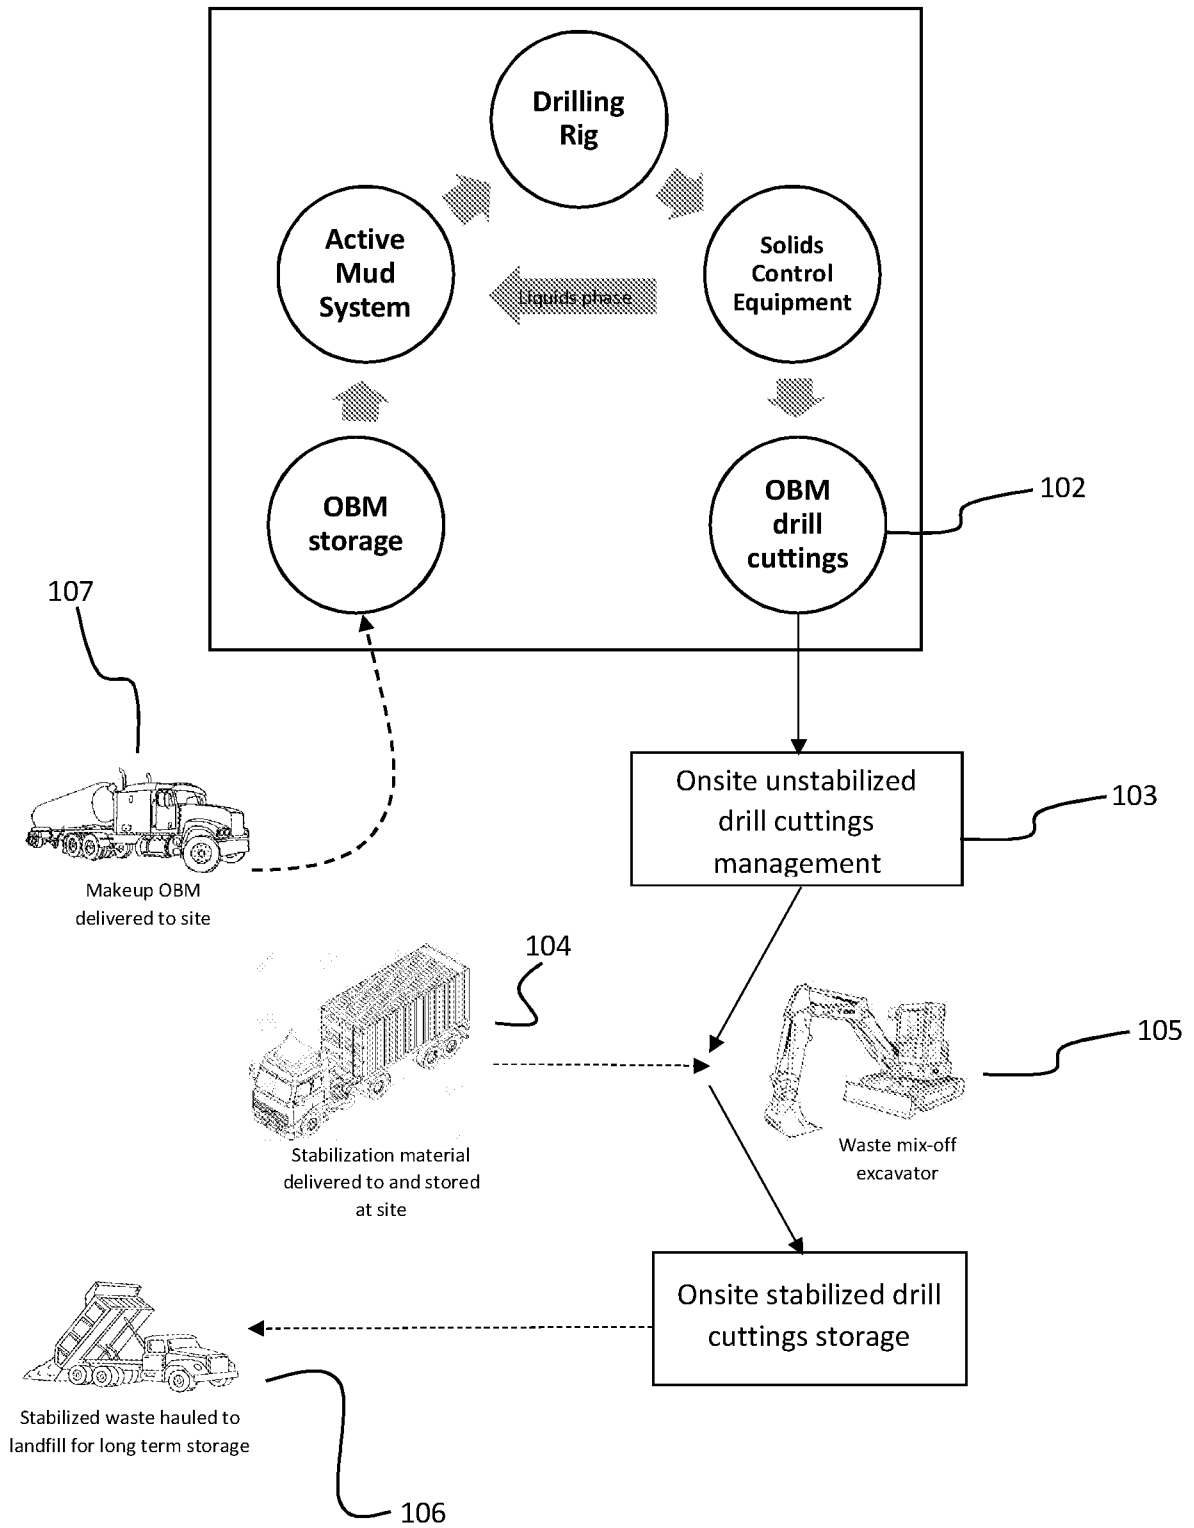 Drilling
Rig
Active
Mud
System
Solids
Control
Equipment
Liquids phase
OBM
storage
OBM
drill
cuttings
102
107
Onsite unstabilized
drill cuttings
management
103
Makeup OBM
delivered to site
104
105
Stabilization material
delivered to and stored
at site
Waste mix-off
excavator
Onsite stabilized drill
cuttings storage
Stabilized waste hauled to
landfill for long term storage
106